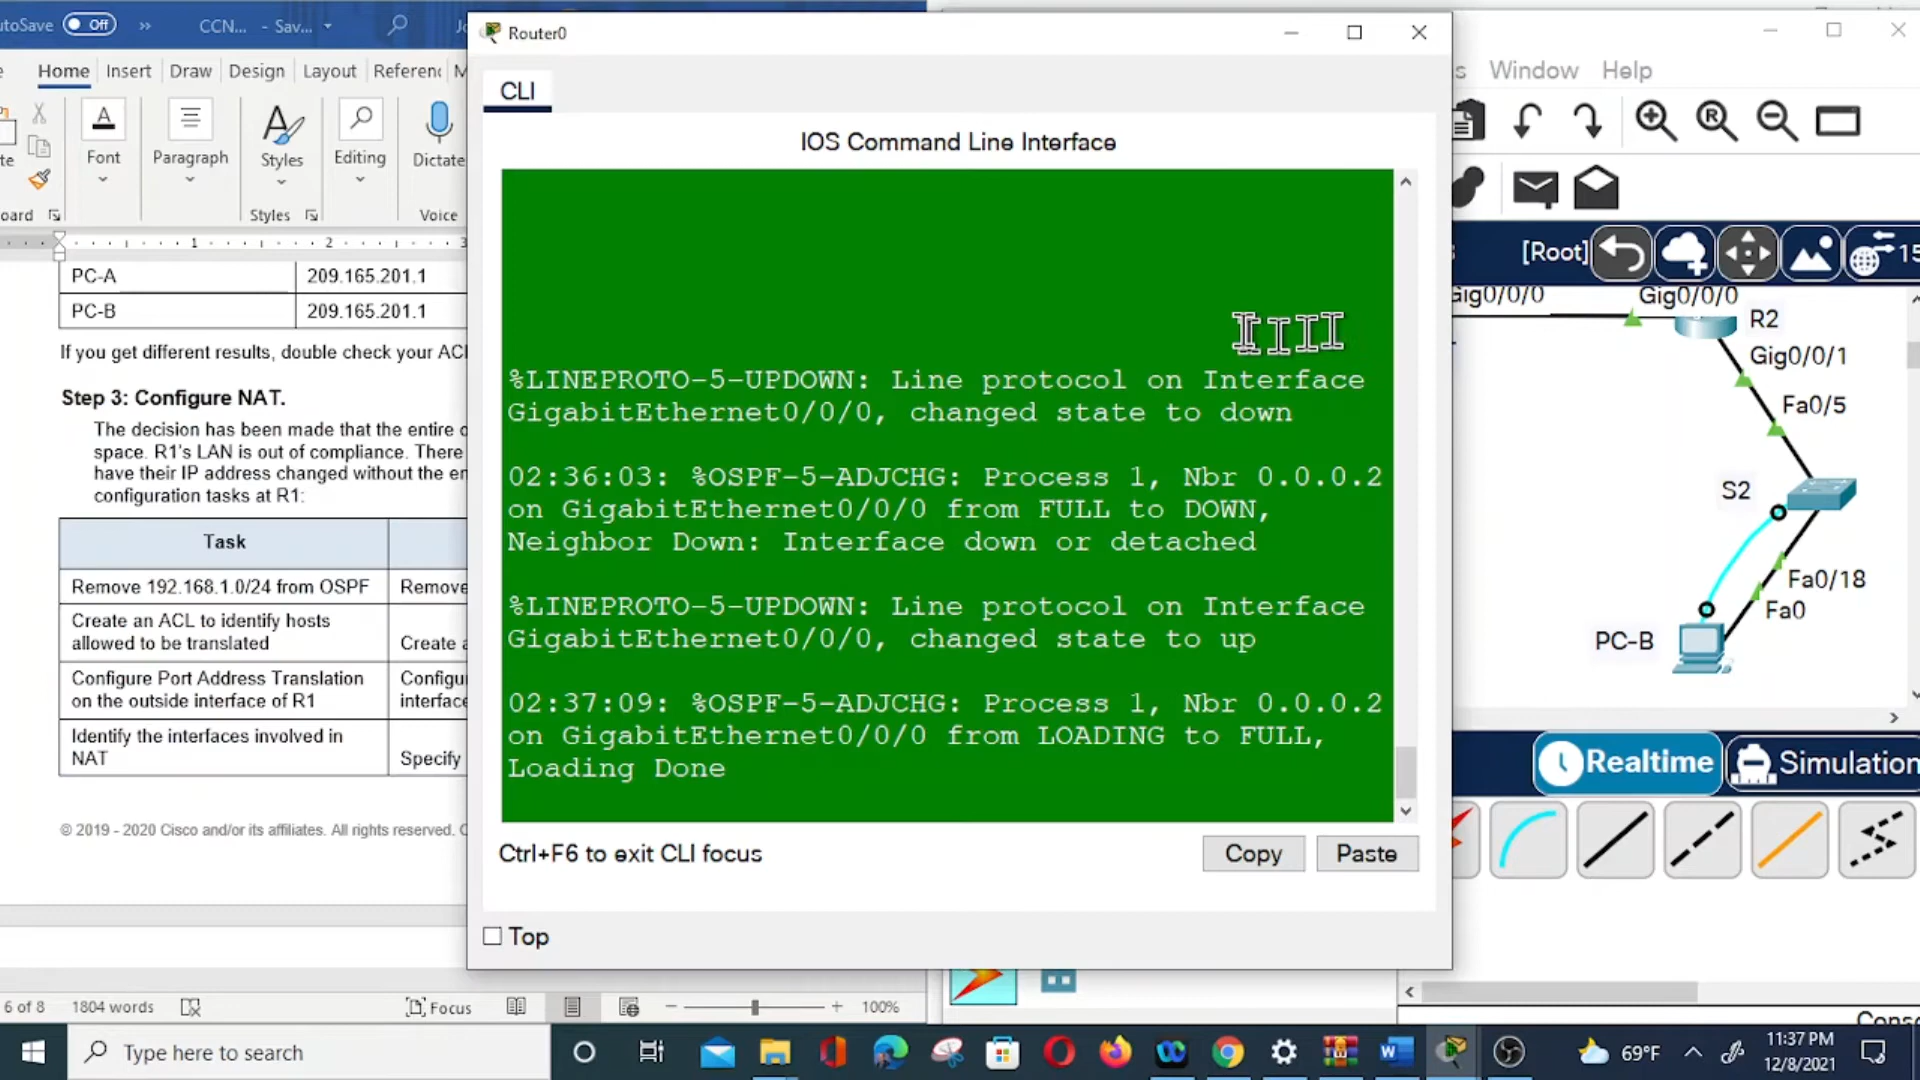 AutoSave Off CCN... - Sav...
Home Insert Draw Design Layout
Font
Paragraph
Styles
Editing
Dictate
Styles
Voice
1 2 3
PC-A 209.165.201.1
PC-B 209.165.201.1
If you get different results, double check your
Step 3: Configure NAT.
The decision has been made that the entire
space. R1's LAN is out of compliance. There
have their IP address changed without the
configuration tasks at R1:
Task
Remove 192.168.1.0/24 from OSPF Remove
Create an ACL to identify hosts
allowed to be translated Create
Configure Port Address Translation
on the outside interface of R1
interface
Identify the interfaces involved in
NAT Specify
© 2019 - 2020 Cisco and/or its affiliates. All rights reserved.
6 of 8 1804 words Focus 100%
Router0
CLI
IOS Command Line Interface
%LINEPROTO-5-UPDOWN: Line protocol on Interface
GigabitEthernet0/0/0, changed state to down
02:36:03: %OSPF-5-ADJCHG: Process 1, Nbr 0.0.0.2
on GigabitEthernet0/0/0 from FULL to DOWN,
Neighbor Down: Interface down or detached
%LINEPROTO-5-UPDOWN: Line protocol on Interface
GigabitEthernet0/0/0, changed state to up
02:37:09: %OSPF-5-ADJCHG: Process 1, Nbr 0.0.0.2
on GigabitEthernet0/0/0 from LOADING to FULL,
Loading Done
Ctrl+F6 to exit CLI focus
Copy Paste
Top
Window Help
[Root]
Gig0/0/0 Gig0/0/0
R2
Gig0/0/1
Fa0/5
S2
Fa0/18
Fa0
PC-B
Realtime Simulation
Type here to search
69°F
11:37 PM
12/8/2021